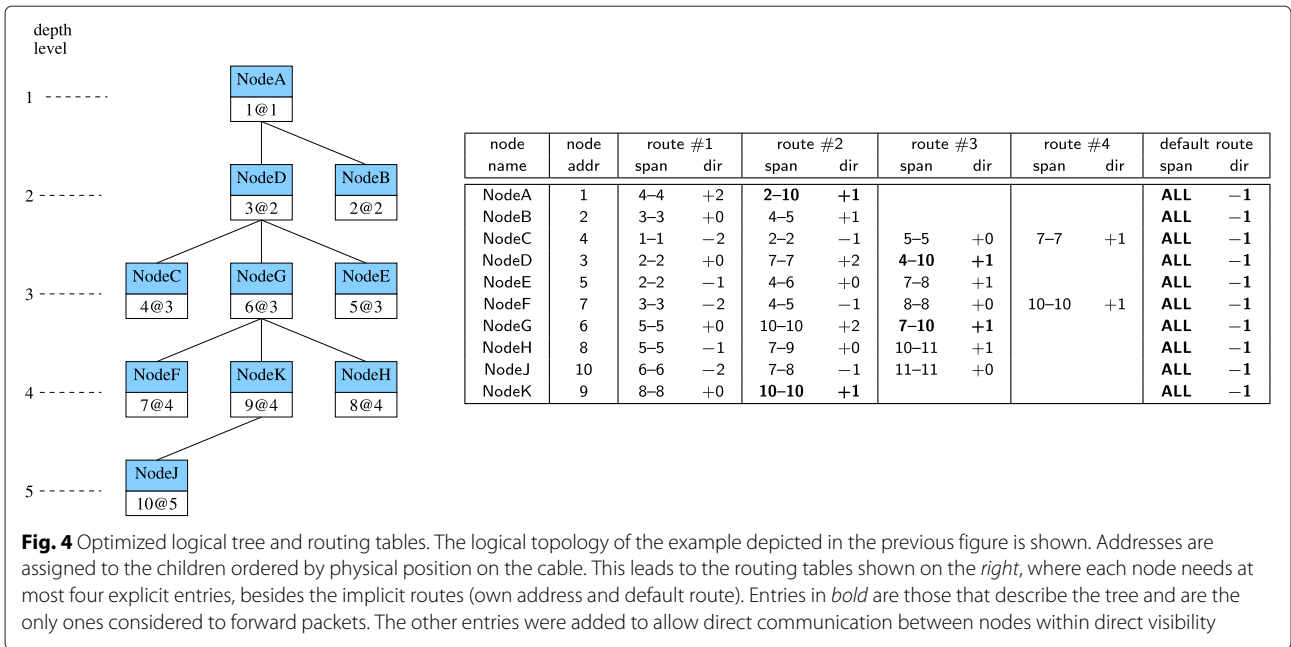 depth
level
NodeA
1
1@1
NodeD NodeB
2
3@2 2@2
NodeC NodeG NodeE
3
4@3 6@3 5@3
NodeF NodeK NodeH
4
7@4 9@4 8@4
NodeJ
5
10@5
node node route #1 route #2 route #3 route #4 default route
name addr span dir span dir span dir span dir span dir
NodeA 1 4–4 +2 2–10 +1 ALL −1
NodeB 2 3–3 +0 4–5 +1 ALL −1
NodeC 4 1–1 −2 2–2 −1 5–5 +0 7–7 +1 ALL −1
NodeD 3 2–2 +0 7–7 +2 4–10 +1 ALL −1
NodeE 5 2–2 −1 4–6 +0 7–8 +1 ALL −1
NodeF 7 3–3 −2 4–5 −1 8–8 +0 10–10 +1 ALL −1
NodeG 6 5–5 +0 10–10 +2 7–10 +1 ALL −1
NodeH 8 5–5 −1 7–9 +0 10–11 +1 ALL −1
NodeJ 10 6–6 −2 7–8 −1 11–11 +0 ALL −1
NodeK 9 8–8 +0 10–10 +1 ALL −1
Fig. 4 Optimized logical tree and routing tables. The logical topology of the example depicted in the previous figure is shown. Addresses are
assigned to the children ordered by physical position on the cable. This leads to the routing tables shown on the right, where each node needs at
most four explicit entries, besides the implicit routes (own address and default route). Entries in bold are those that describe the tree and are the
only ones considered to forward packets. The other entries were added to allow direct communication between nodes within direct visibility